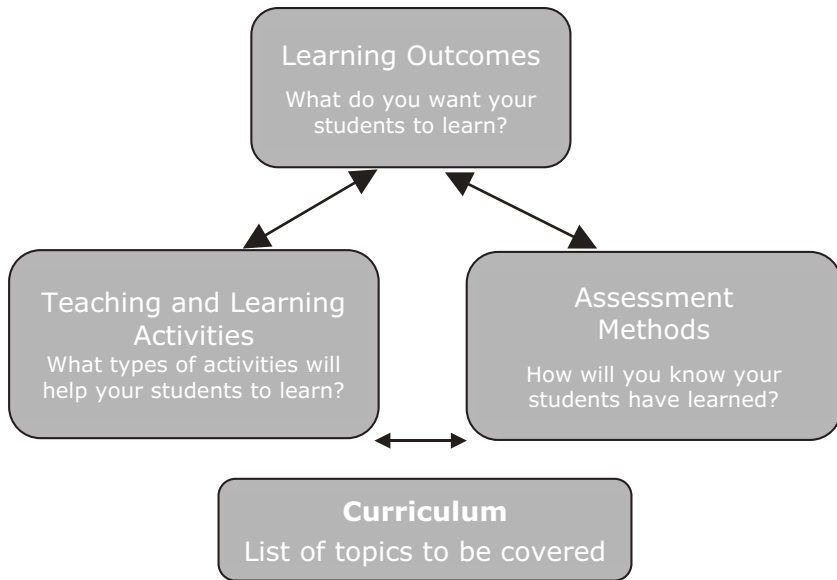 Learning Outcomes
What do you want your
students to learn?
Teaching and Learning
Activities
What types of activities will
help your students to learn?
Assessment
Methods
How will you know your
students have learned?
Curriculum
List of topics to be covered